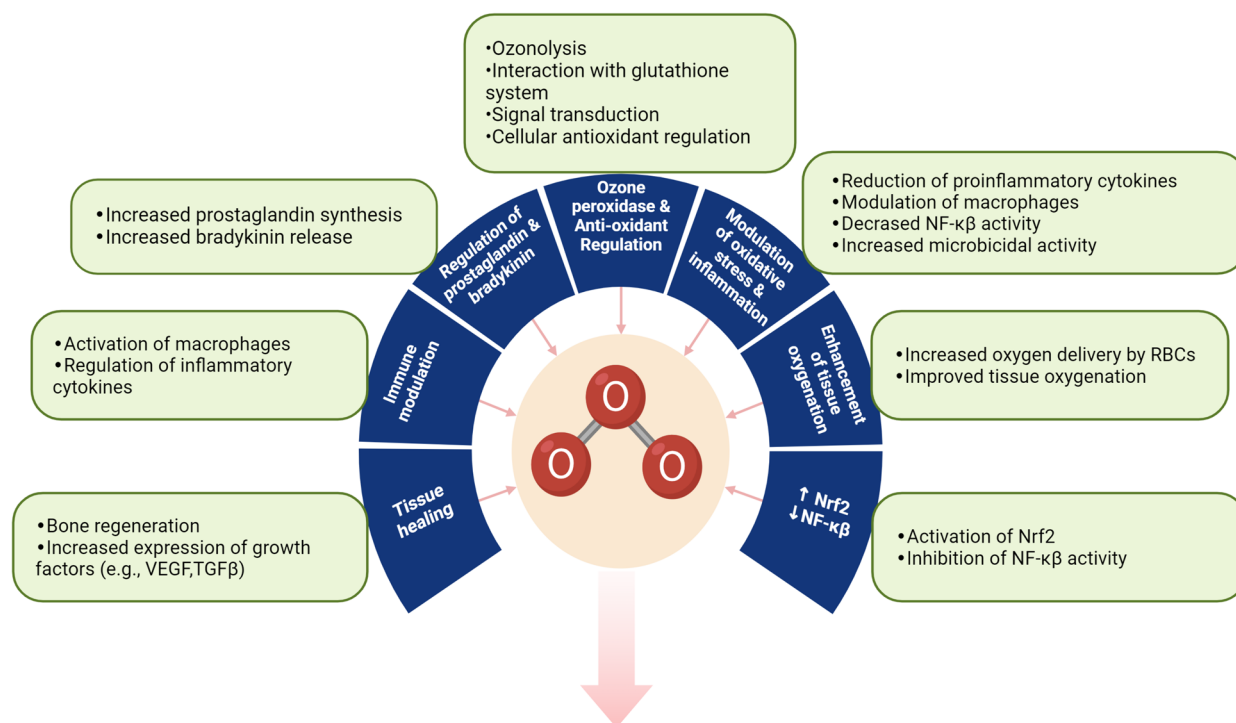 •Ozonolysis
•Interaction with glutathione
system
•Signal transduction
•Cellular antioxidant regulation
•Increased prostaglandin synthesis
•Increased bradykinin release
•Reduction of proinflammatory cytokines
•Modulation of macrophages
•Decrased NF-κβ activity
•Increased microbicidal activity
•Activation of macrophages
•Regulation of inflammatory
cytokines
•Increased oxygen delivery by RBCs
•Improved tissue oxygenation
•Bone regeneration
•Increased expression of growth
factors (e.g., VEGF,TGFβ)
•Activation of Nrf2
•Inhibition of NF-κβ activity
Tissue
healing
Immune
modulation
Regulation of
prostaglandin &
bradykinin
Ozone
peroxidase &
Anti-oxidant
Regulation
Modulation
of oxidative
stress &
inflammation
Enhancement
of tissue
oxygenation
↑ Nrf2
↓NF-κβ
O
O
O